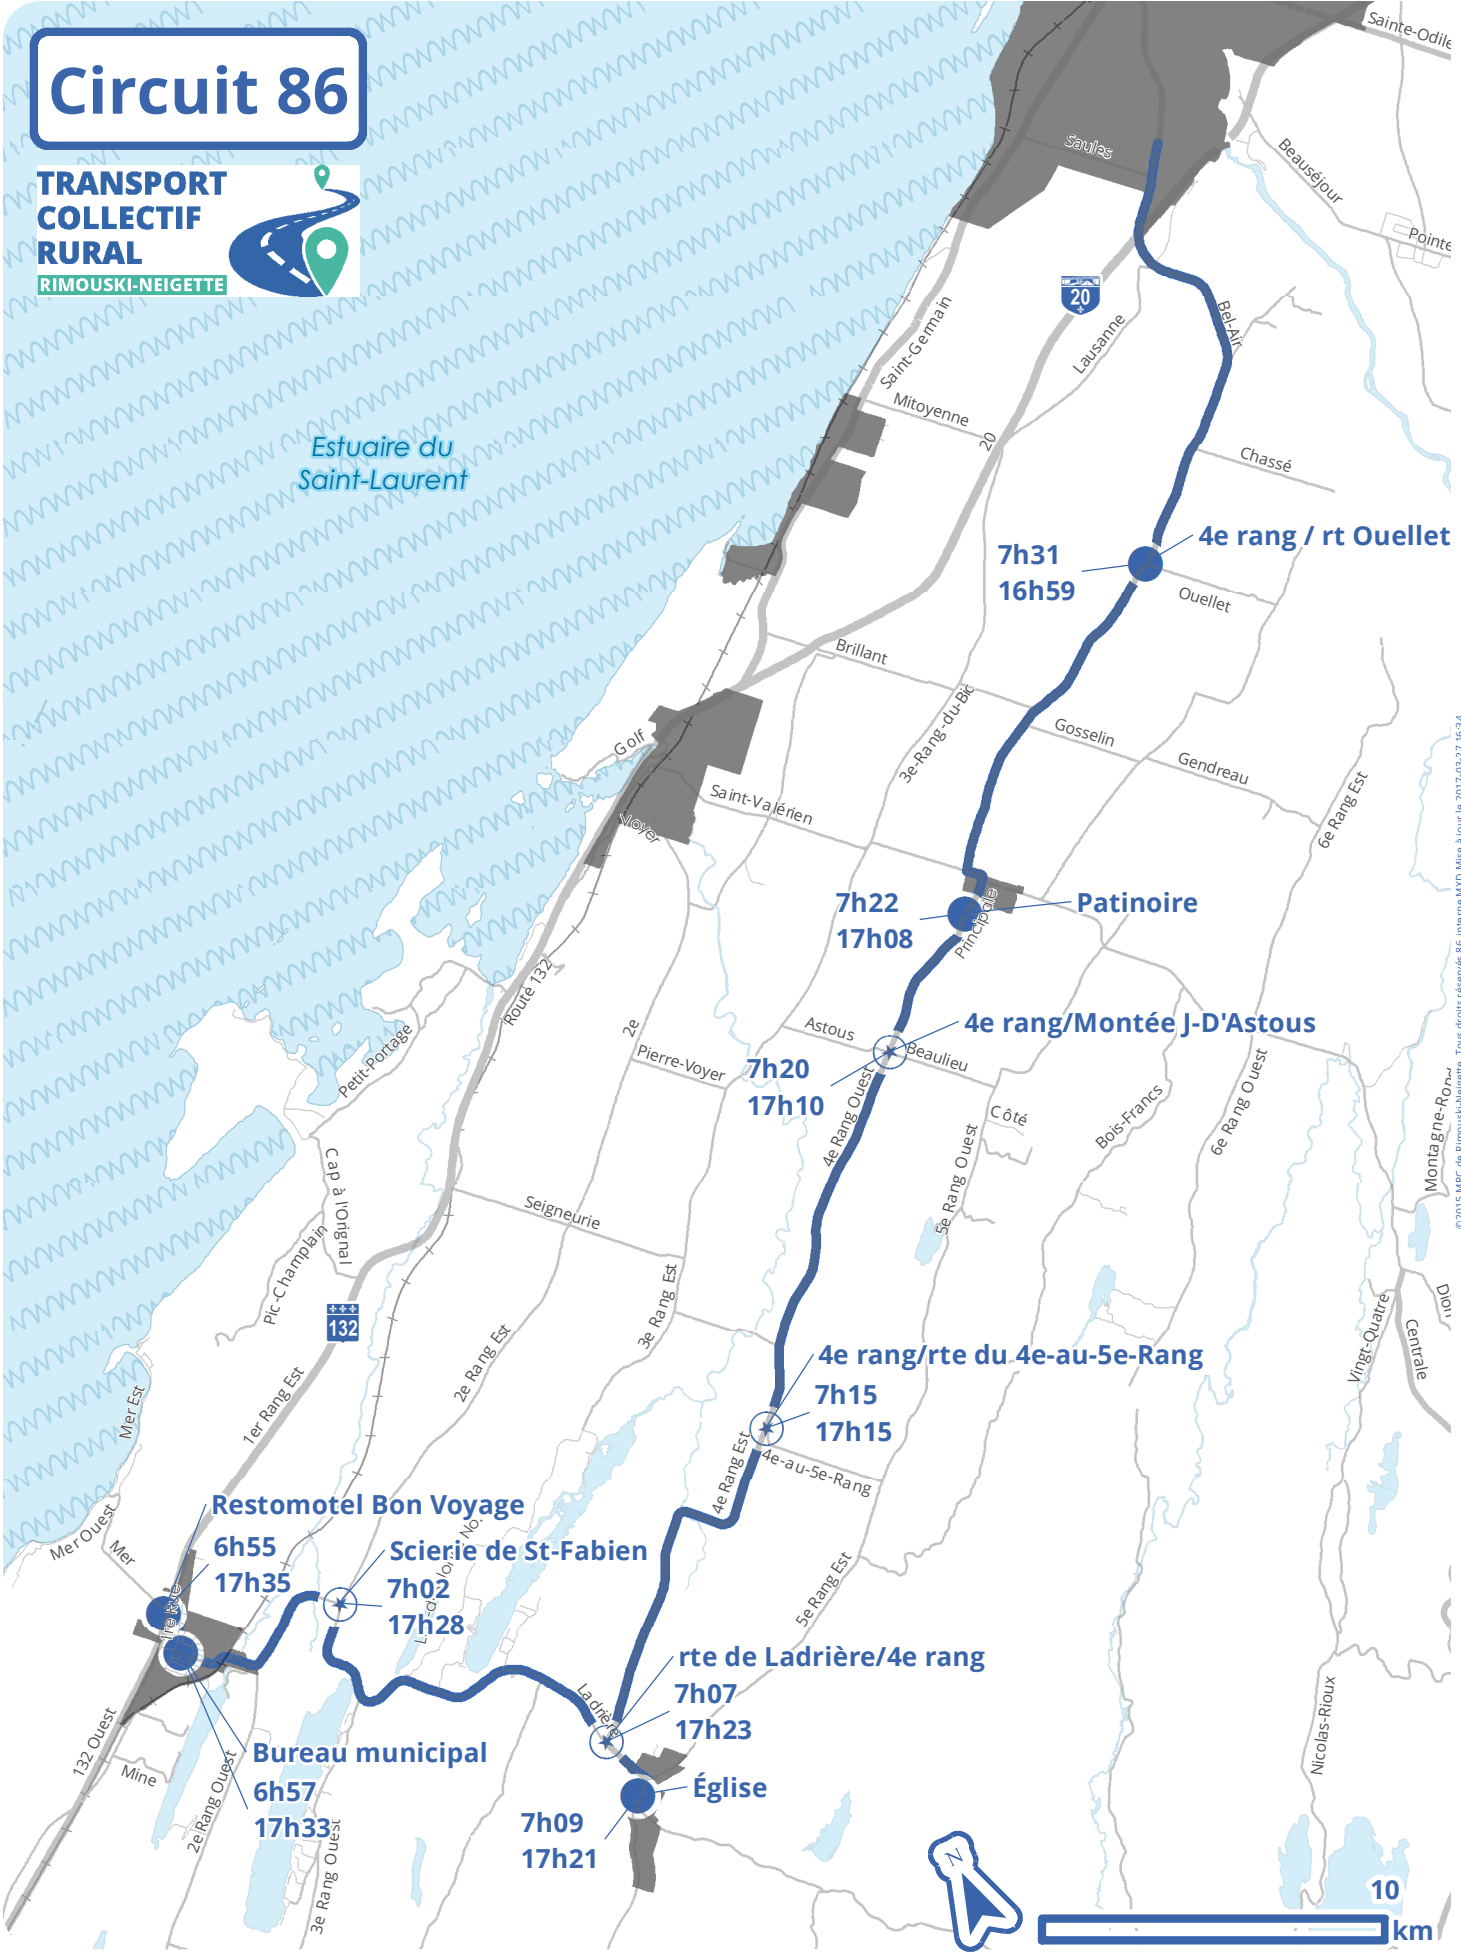 Circuit 86
TRANSPORT
COLLECTIF
RURAL
RIMOUSKI-NEIGETTE
Sainte-Odile
Saules
Beauséjour
Pointe
20
Bel-Air
Lausanne
Saint-Germain
Mitoyenne
20
Estuaire du
Saint-Laurent
Chassé
4e rang / rt Ouellet
7h31
16h59
Ouellet
Brillant
3e-Rang-du-Bic
Gosselin
Gendreau
Golf
6e Rang Est
Saint-Valérien
Voyer
7h22
17h08
Patinoire
Principale
Route 132
4e rang/Montée J-D'Astous
Astous
Beaulieu
2e
Pierre-Voyer
7h20
17h10
Petit-Portage
4e Rang Ouest
Côté
Bois-Francs
6e Rang Ouest
5e Rang Ouest
Cap à l'Orignal
Seigneurie
Pic-Champlain
3e Rang Est
132
Vingt-Quatre
Centrale
2e Rang Est
4e rang/rte du 4e-au-5e-Rang
7h15
17h15
Mer Est
1er Rang Est
4e Rang Est
4e-au-5e-Rang
Restomotel Bon Voyage
6h55
17h35
Mer Ouest
Mer
Scierie de St-Fabien
7h02
17h28
1re Rue
5e Rang Est
rte de Ladrière/4e rang
7h07
17h23
Ladrière
132 Ouest
Nicolas-Rioux
Bureau municipal
6h57
17h33
Mine
2e Rang Ouest
3e Rang Ouest
Église
7h09
17h21
N
10
km